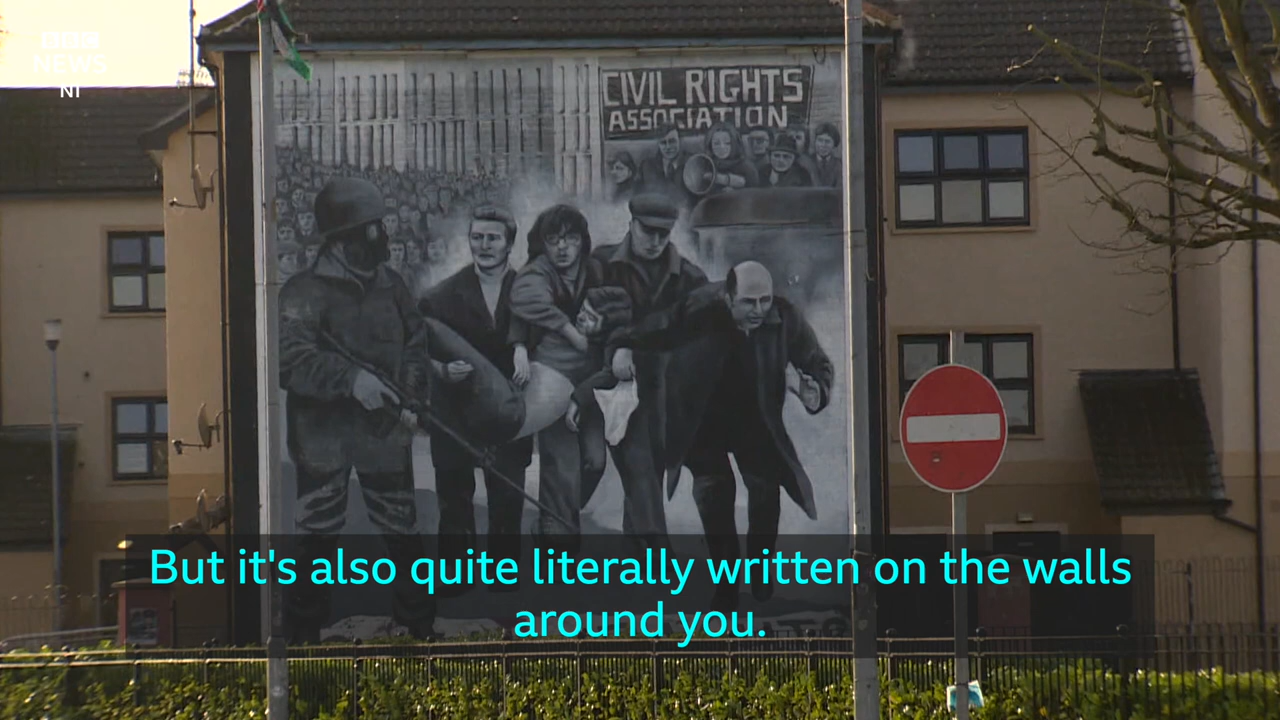 BBC
NEWS
NI
CIVIL RIGHTS
ASSOCIATION
But it's also quite literally written on the walls
around you.